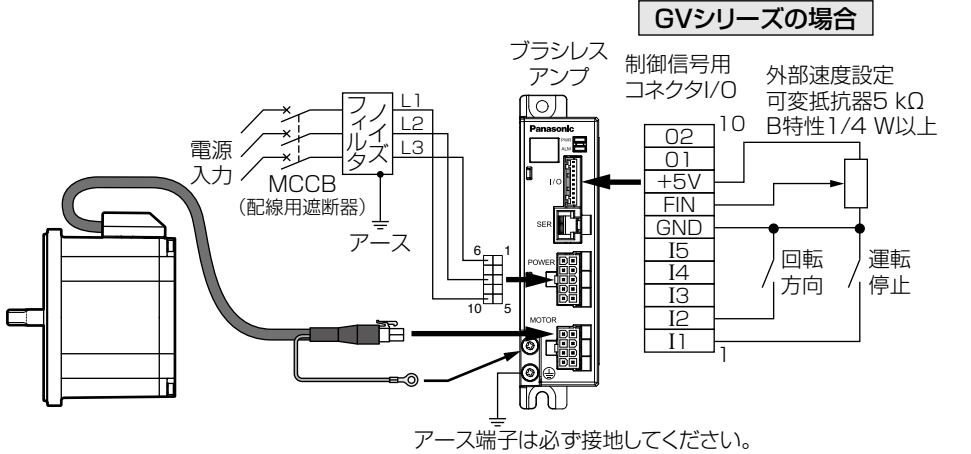 GVシリーズの場合
ブラシレス
アンプ
制御信号用
コネクタI/O
外部速度設定
可変抵抗器5 kΩ
B特性1/4 W以上
電源
入力
MCCB
(配線用遮断器)
ノイズ
フィルタ
L1
L2
L3
アース
6
1
10
5
Panasonic
PWR
ALM
I/O
SER
POWER
MOTOR
10
O2
O1
+5V
FIN
GND
I5
I4
I3
I2
I1
1
回転
方向
運転
停止
アース端子は必ず接地してください。